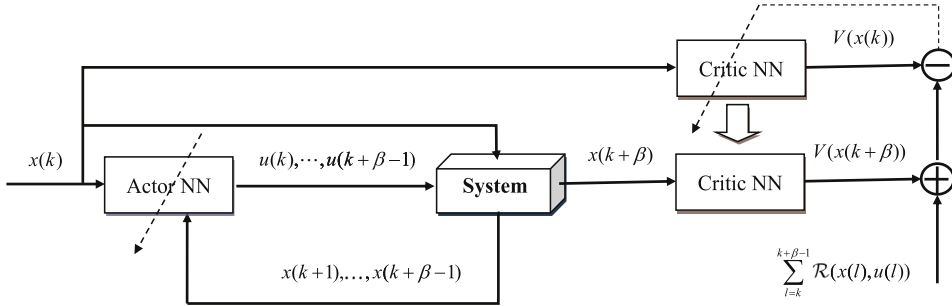 V(x(k))
Critic NN
x(k)
u(k),⋯,u(k+β−1)
x(k+β)
V(x(k+β))
Actor NN
System
Critic NN
x(k+1),…,x(k+β−1)
k+β−1
∑ ℛ(x(l),u(l))
l=k